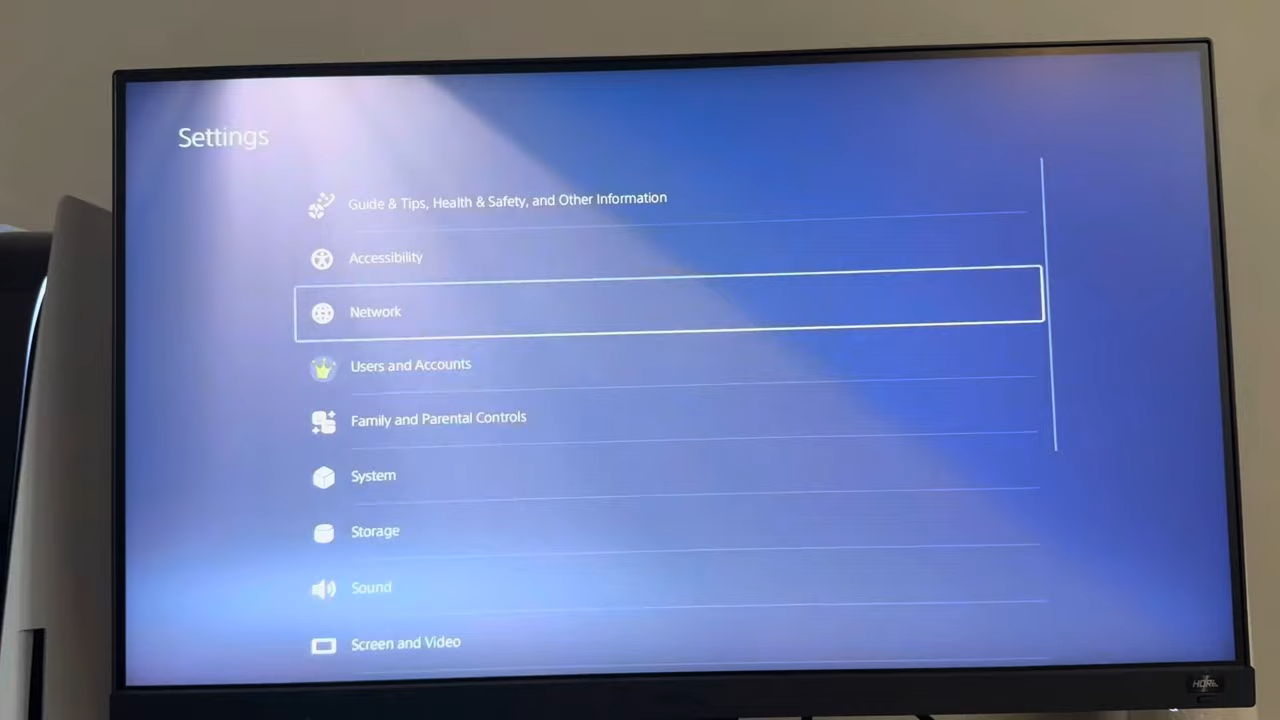 Settings
Guide & Tips, Health & Safety, and Other Information
Accessibility
Network
Users and Accounts
Family and Parental Controls
System
Storage
Sound
Screen and Video